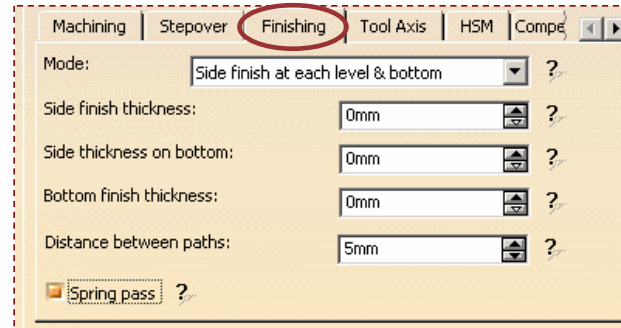 Machining Stepover Finishing Tool Axis HSM Compe
Mode: Side finish at each level & bottom ?
Side finish thickness: 0mm ?
Side thickness on bottom: 0mm ?
Bottom finish thickness: 0mm ?
Distance between paths: 5mm ?
Spring pass ?